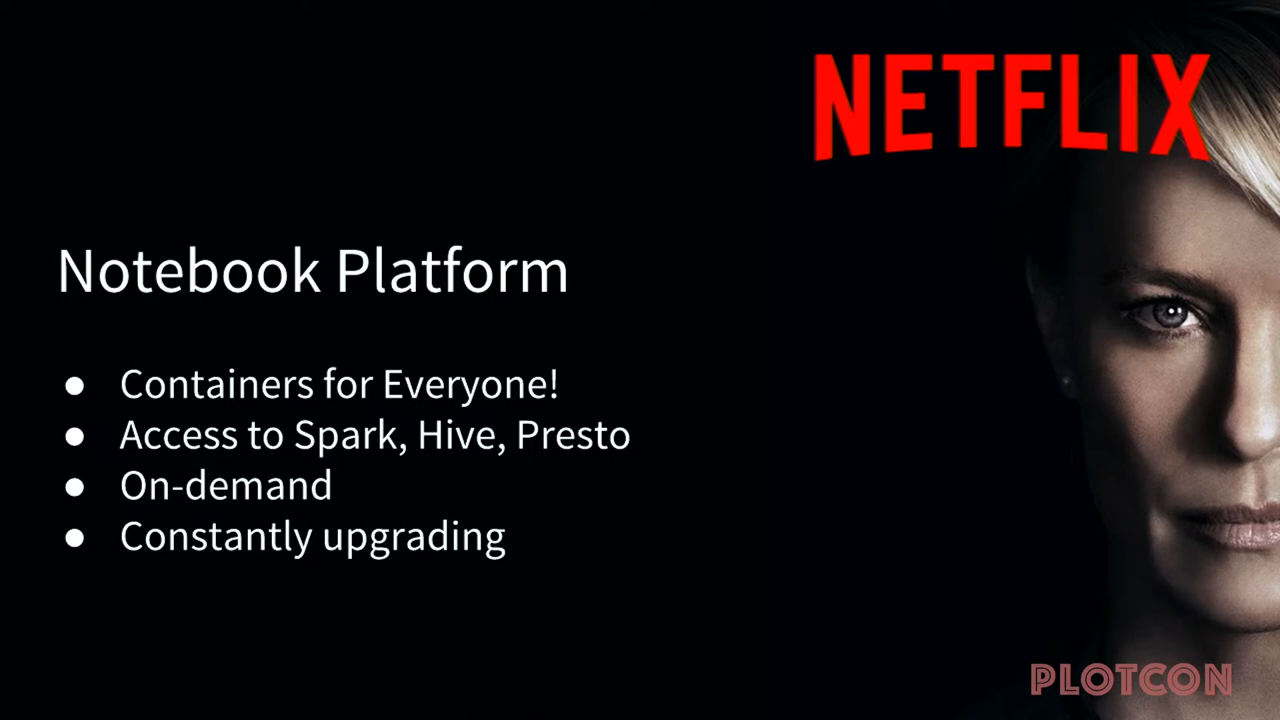 NETFLIX
Notebook Platform
● Containers for Everyone!
● Access to Spark, Hive, Presto
● On-demand
● Constantly upgrading
PLOTCON